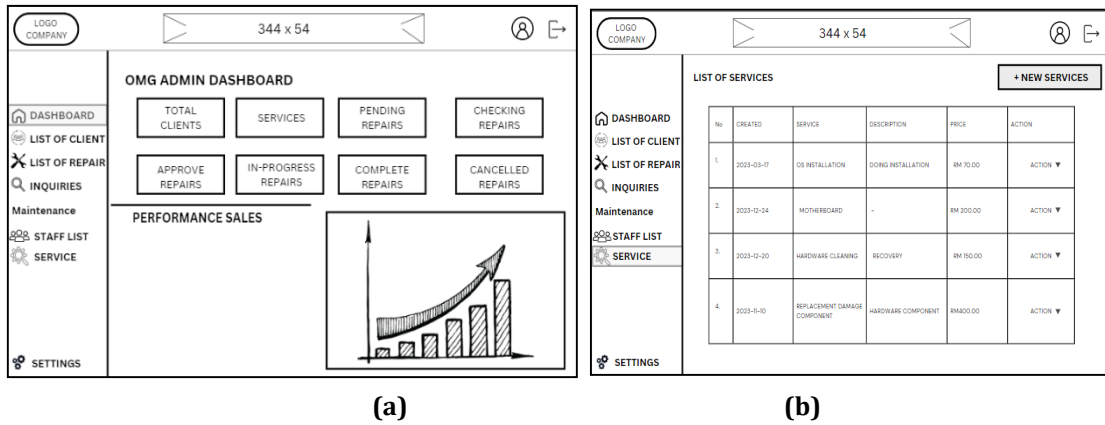 LOGO
COMPANY
344 x 54
OMG ADMIN DASHBOARD
DASHBOARD
LIST OF CLIENT
LIST OF REPAIR
INQUIRIES
Maintenance
STAFF LIST
SERVICE
SETTINGS
TOTAL
CLIENTS
SERVICES
PENDING
REPAIRS
CHECKING
REPAIRS
APPROVE
REPAIRS
IN-PROGRESS
REPAIRS
COMPLETE
REPAIRS
CANCELLED
REPAIRS
PERFORMANCE SALES
(a)
LOGO
COMPANY
344 x 54
LIST OF SERVICES
+ NEW SERVICES
DASHBOARD
LIST OF CLIENT
LIST OF REPAIR
INQUIRIES
Maintenance
STAFF LIST
SERVICE
SETTINGS
No CREATED SERVICE DESCRIPTION PRICE ACTION
1. 2023-03-17 OS INSTALLATION DOING INSTALLATION RM 70.00 ACTION ▼
2. 2023-12-24 MOTHERBOARD - RM 200.00 ACTION ▼
3. 2023-12-20 HARDWARE CLEANING RECOVERY RM 150.00 ACTION ▼
4. 2023-11-10 REPLACEMENT DAMAGE COMPONENT HARDWARE COMPONENT RM400.00 ACTION ▼
(b)